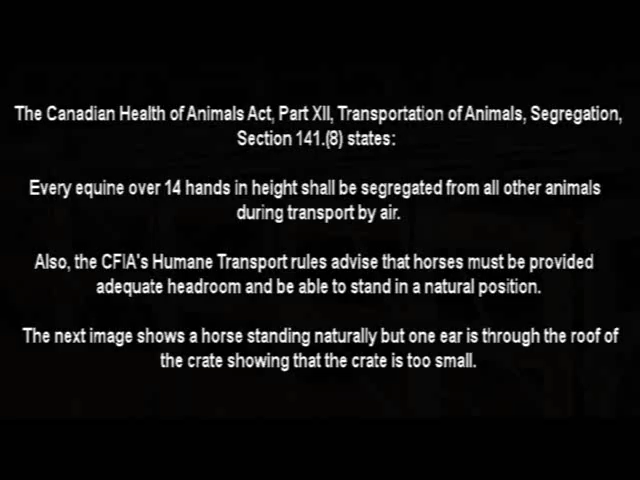 The Canadian Health of Animals Act, Part XII, Transportation of Animals, Segregation,
Section 141.(8) states:
Every equine over 14 hands in height shall be segregated from all other animals
during transport by air.
Also, the CFIA's Humane Transport rules advise that horses must be provided
adequate headroom and be able to stand in a natural position.
The next image shows a horse standing naturally but one ear is through the roof of
the crate showing that the crate is too small.